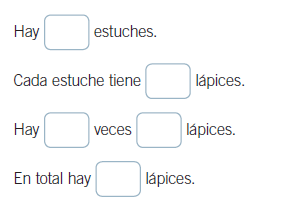 Hay estuches.
Cada estuche tiene lápices.
Hay veces lápices.
En total hay lápices.